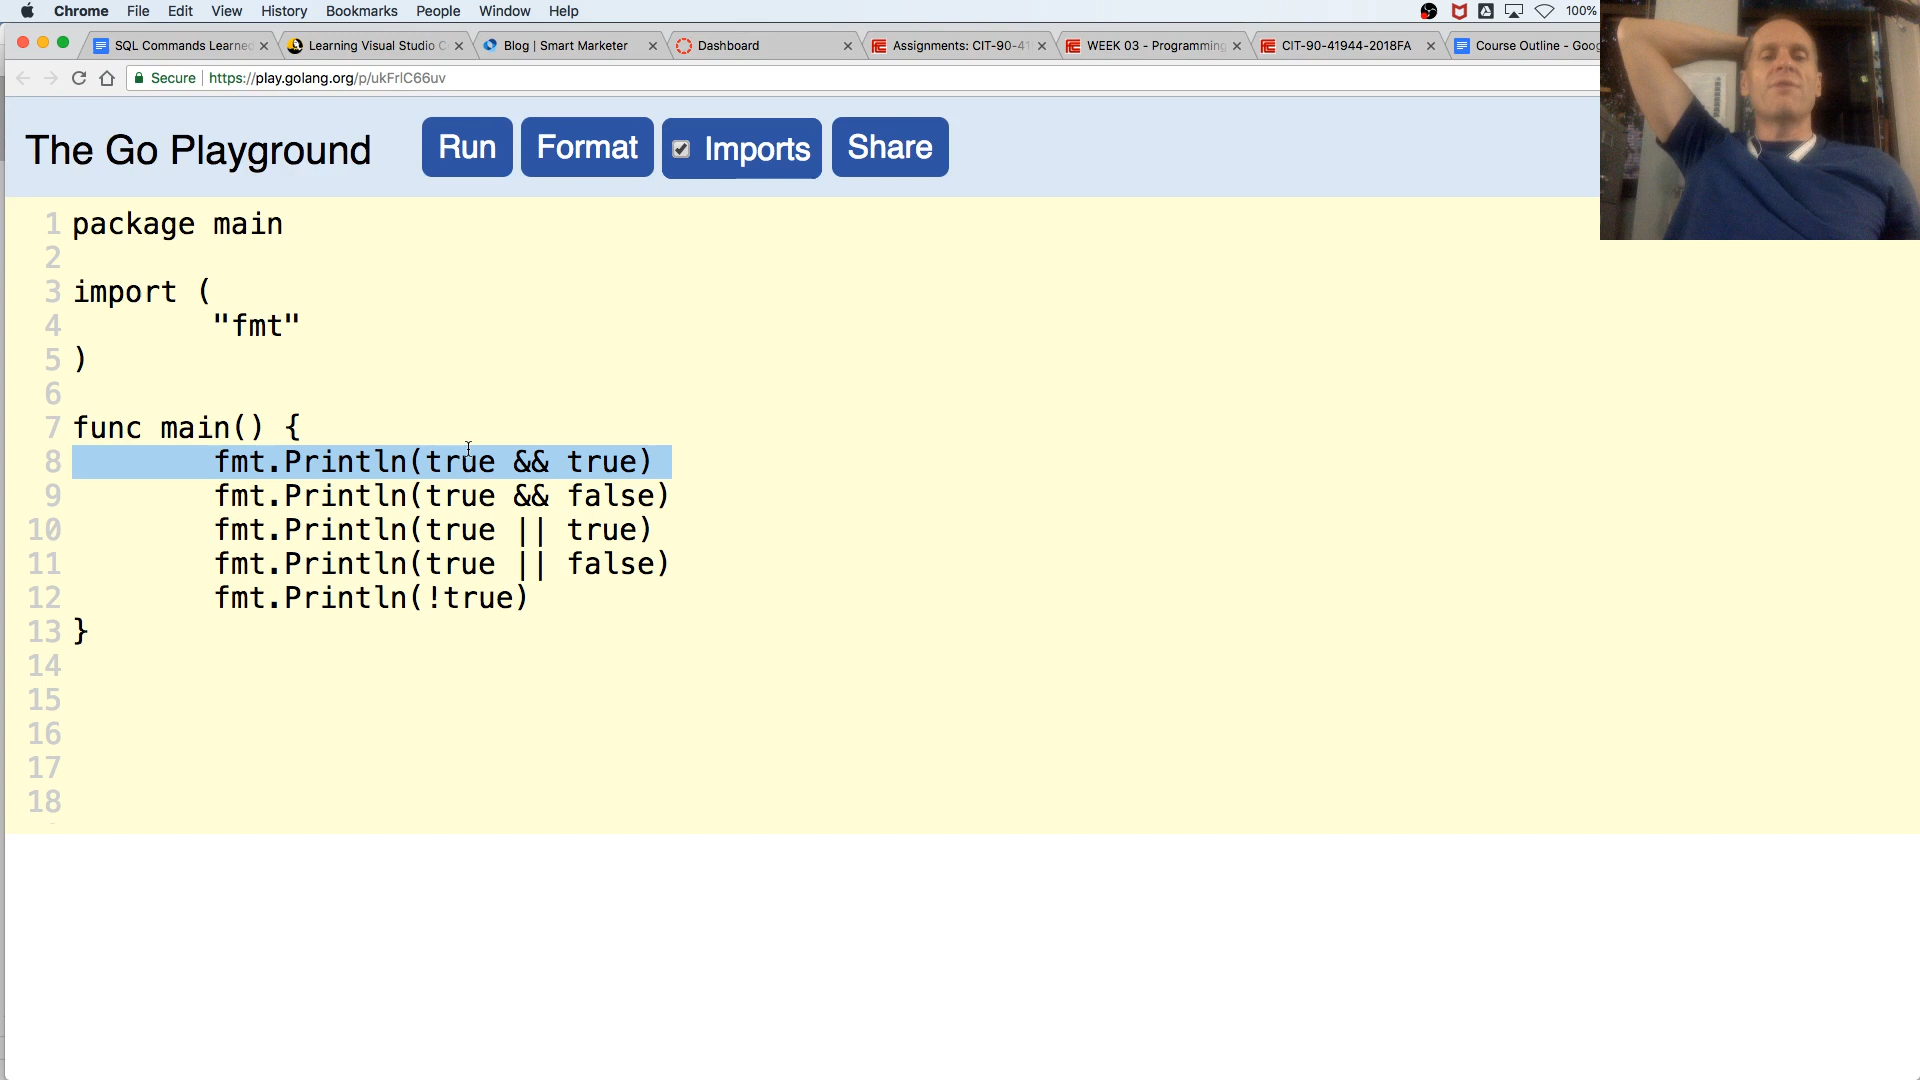 Chrome File Edit View History Bookmarks People Window Help 100%
SQL Commands Learned Learning Visual Studio C Blog | Smart Marketer Dashboard Assignments: CIT-90-41 WEEK 03 - Programming CIT-90-41944-2018FA Course Outline - Goog
Secure https://play.golang.org/p/ukFrlC66uv
The Go Playground Run Format Imports Share
1 package main
2
3 import (
4 "fmt"
5 )
6
7 func main() {
8 fmt.Println(true && true)
9 fmt.Println(true && false)
10 fmt.Println(true || true)
11 fmt.Println(true || false)
12 fmt.Println(!true)
13 }
14
15
16
17
18